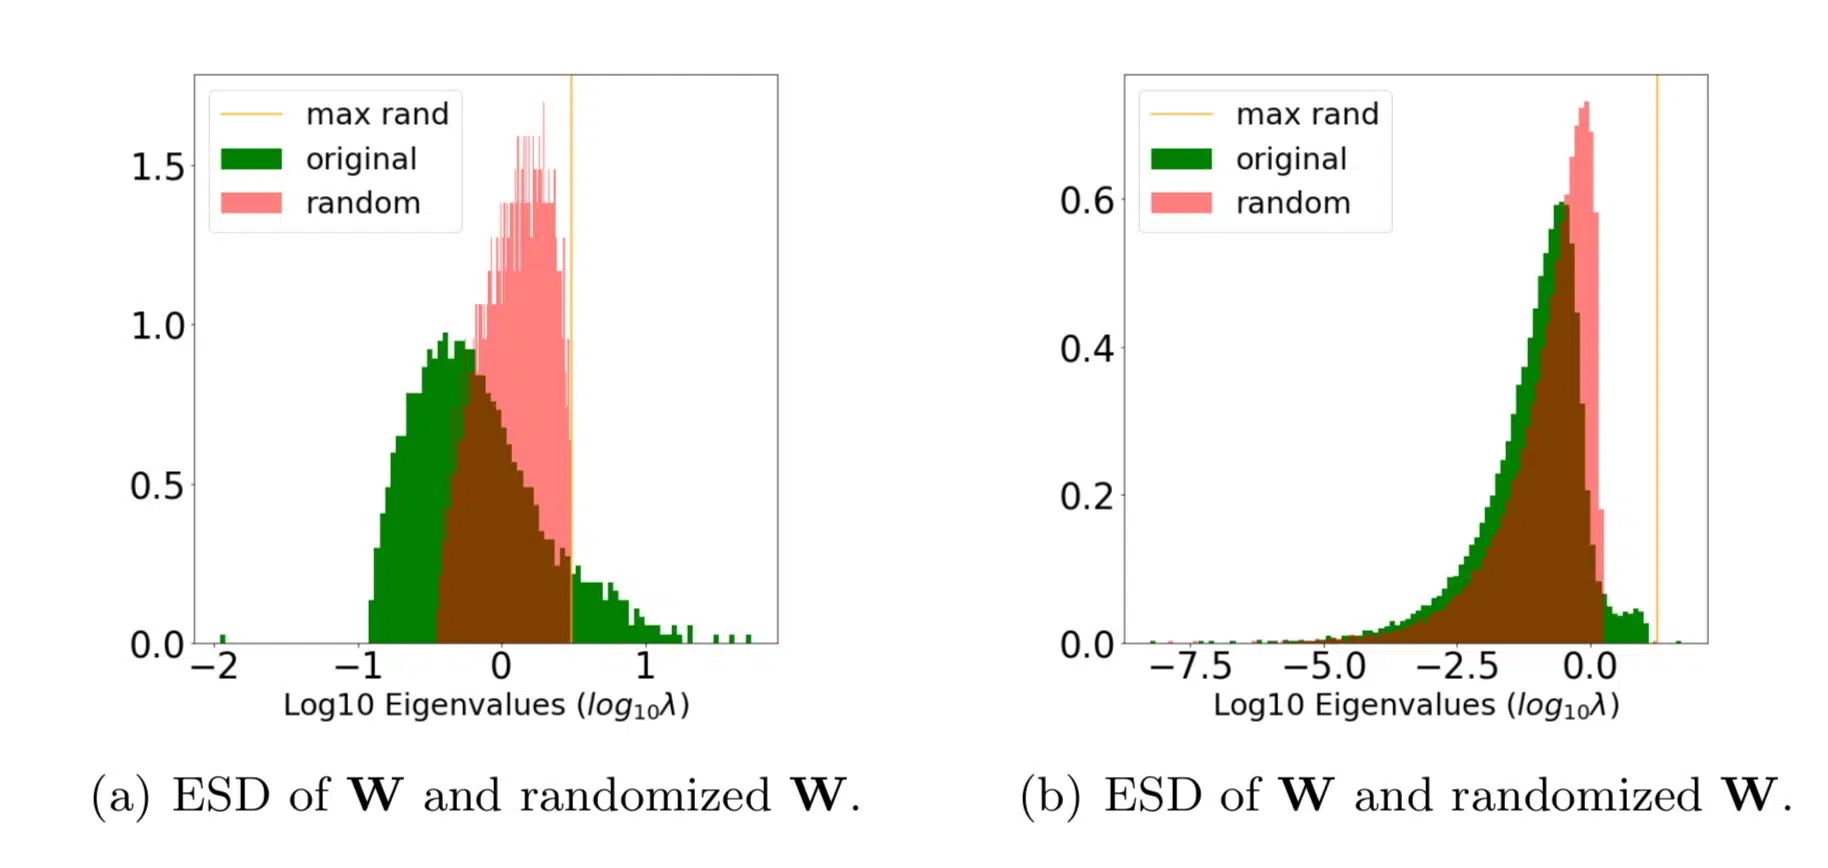 max rand
original
random
1.5
1.0
0.5
0.0
−2 −1 0 1
Log10 Eigenvalues (log₁₀λ)
(a) ESD of W and randomized W.
max rand
original
random
0.6
0.4
0.2
0.0
−7.5 −5.0 −2.5 0.0
Log10 Eigenvalues (log₁₀λ)
(b) ESD of W and randomized W.